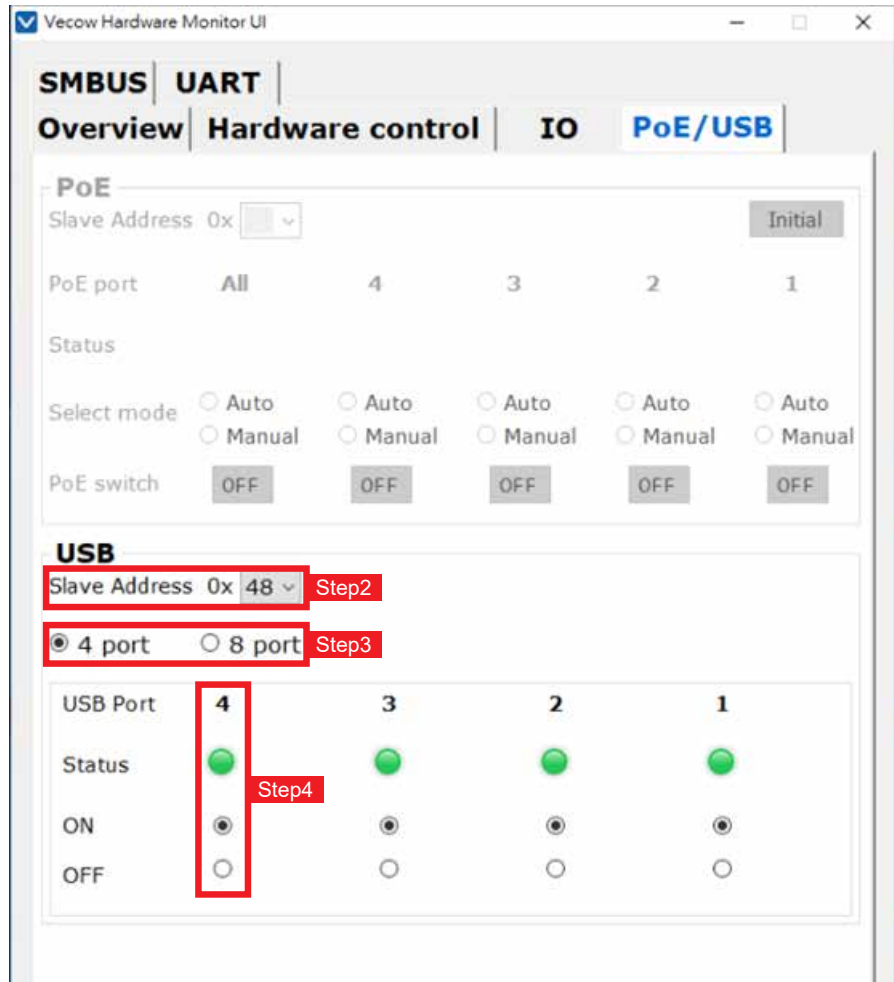 Vecow Hardware Monitor UI
SMBUS UART
Overview Hardware control IO PoE/USB
PoE
Slave Address 0x Initial
PoE port All 4 3 2 1
Status
Select mode Auto Auto Auto Auto Auto
Manual Manual Manual Manual Manual
PoE switch OFF OFF OFF OFF OFF
USB
Slave Address 0x 48 Step2
4 port 8 port Step3
USB Port 4 3 2 1
Status
Step4
ON
OFF